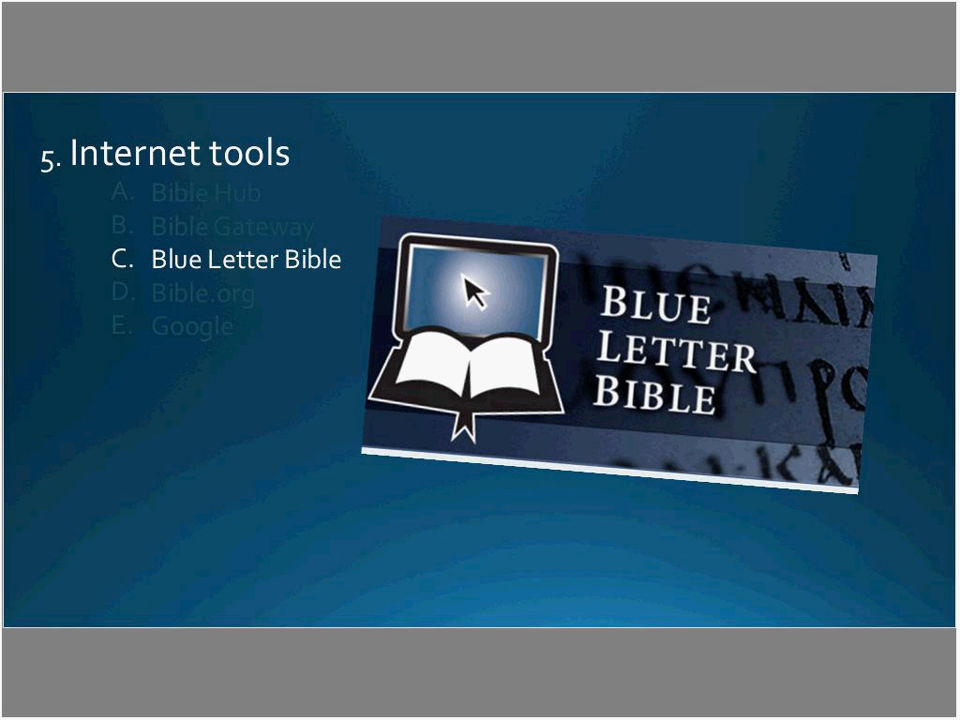 5. Internet tools
A. Bible Hub
B. Bible Gateway
C. Blue Letter Bible
D. Bible.org
E. Google
BLUE
LETTER
BIBLE